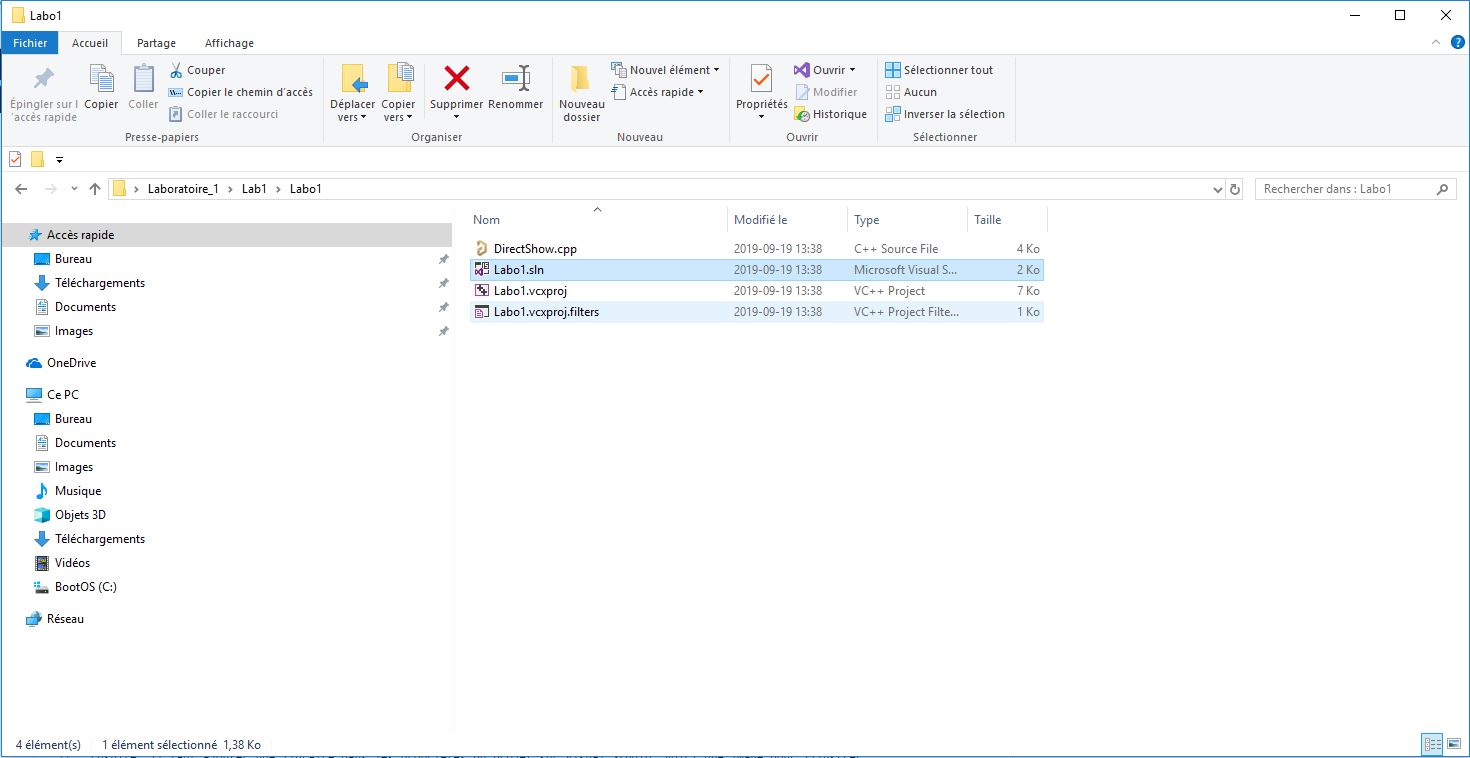 Labo1
Fichier Accueil Partage Affichage
Épingler sur l
'accès rapide
Copier
Coller
Couper
Copier le chemin d'accès
Coller le raccourci
Presse-papiers
Déplacer
vers
Copier
vers
Supprimer
Renommer
Organiser
Nouveau
dossier
Nouvel élément
Accès rapide
Nouveau
Propriétés
Ouvrir
Modifier
Historique
Ouvrir
Sélectionner tout
Aucun
Inverser la sélection
Sélectionner
Laboratoire_1 Lab1 Labo1
Rechercher dans : Labo1
Accès rapide
Bureau
Téléchargements
Documents
Images
OneDrive
Ce PC
Bureau
Documents
Images
Musique
Objets 3D
Téléchargements
Vidéos
BootOS (C:)
Réseau
Nom Modifié le Type Taille
DirectShow.cpp 2019-09-19 13:38 C++ Source File 4 Ko
Labo1.sln 2019-09-19 13:38 Microsoft Visual S... 2 Ko
Labo1.vcxproj 2019-09-19 13:38 VC++ Project 7 Ko
Labo1.vcxproj.filters 2019-09-19 13:38 VC++ Project Filte... 1 Ko
4 élément(s) 1 élément sélectionné 1,38 Ko